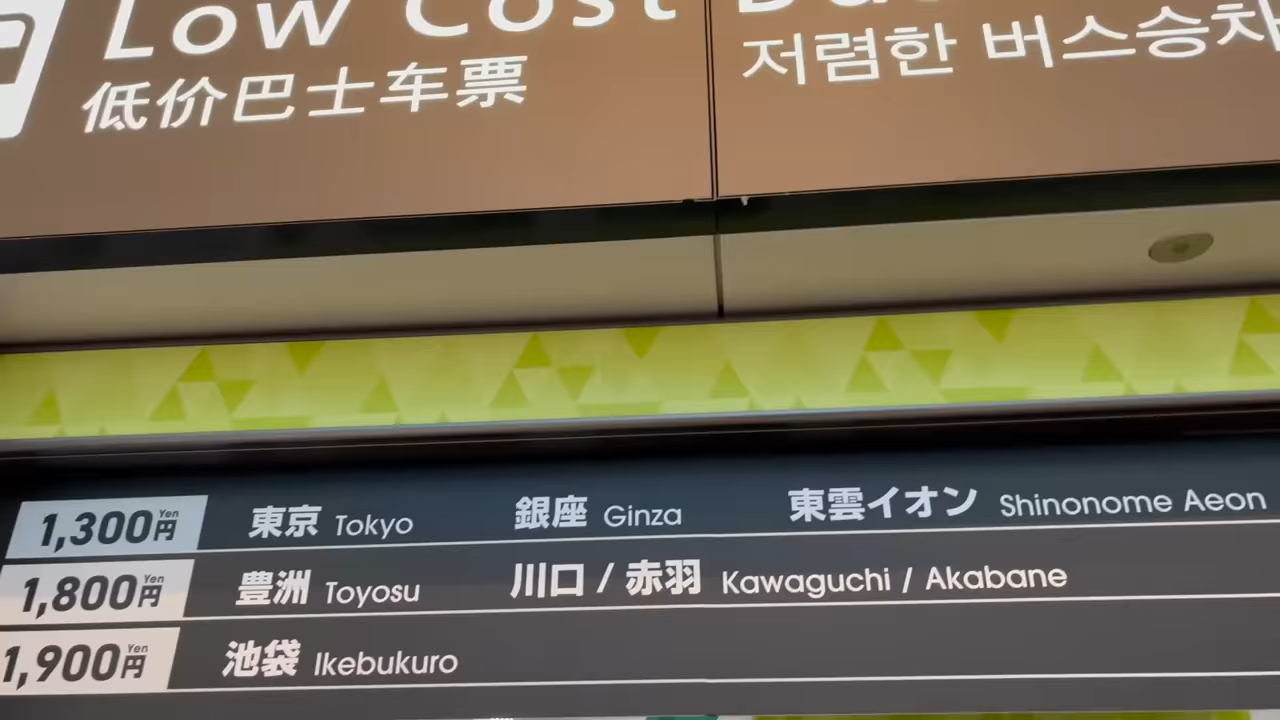 Low Cost
低价巴士车票
저렴한 버스승차
1,300円 Yen 東京 Tokyo 銀座 Ginza 東雲イオン Shinonome Aeon
1,800円 Yen 豊洲 Toyosu 川口 / 赤羽 Kawaguchi / Akabane
1,900円 Yen 池袋 Ikebukuro